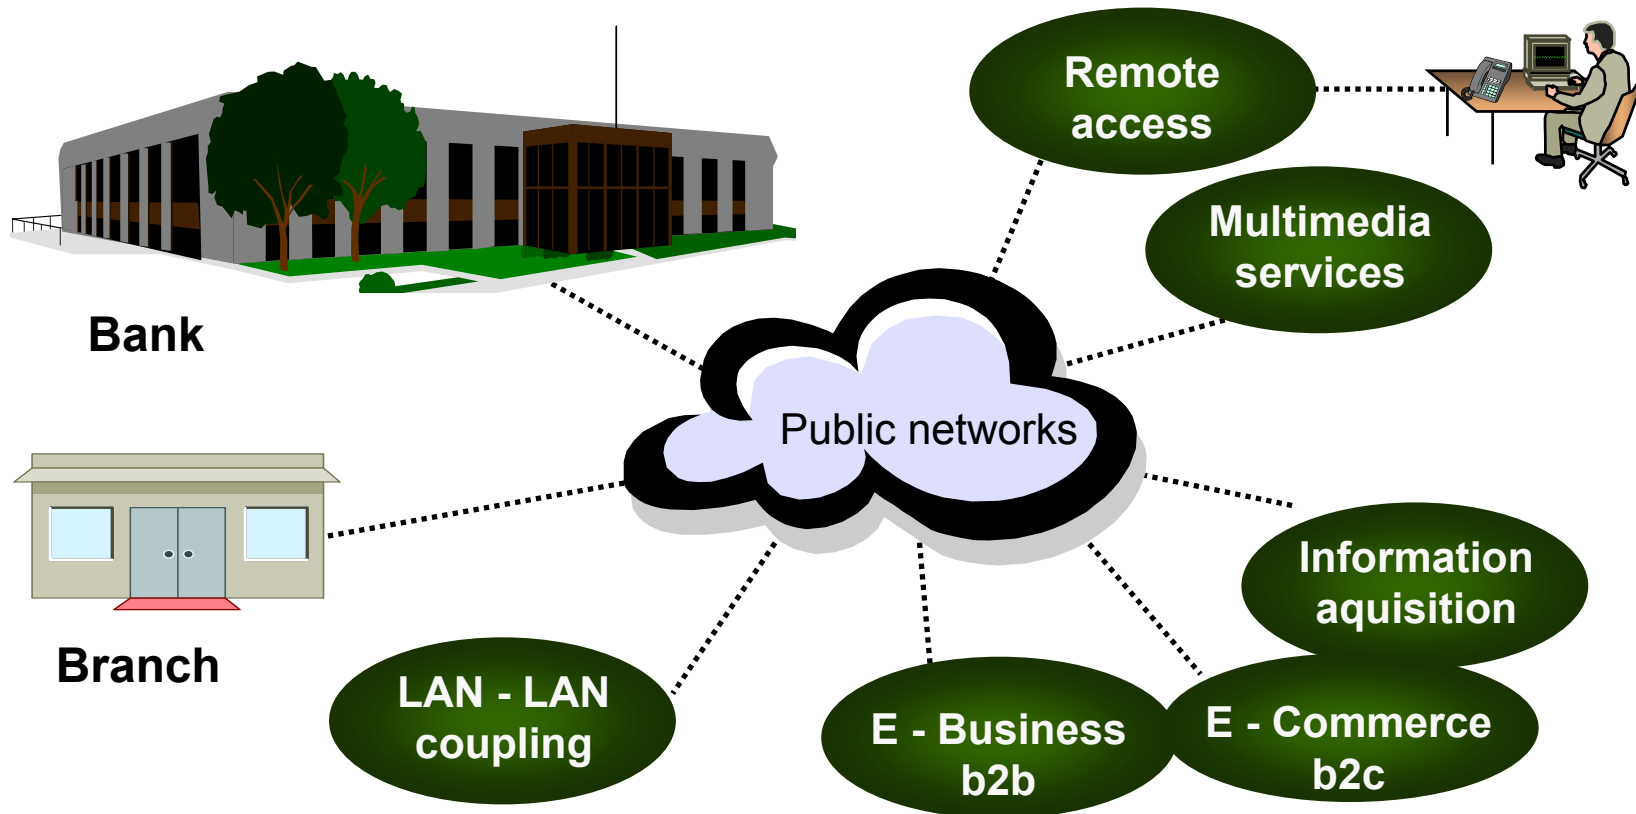 Remote
access
Multimedia
services
Bank
Public networks
Information
aquisition
Branch
LAN - LAN
coupling
E - Business
b2b
E - Commerce
b2c